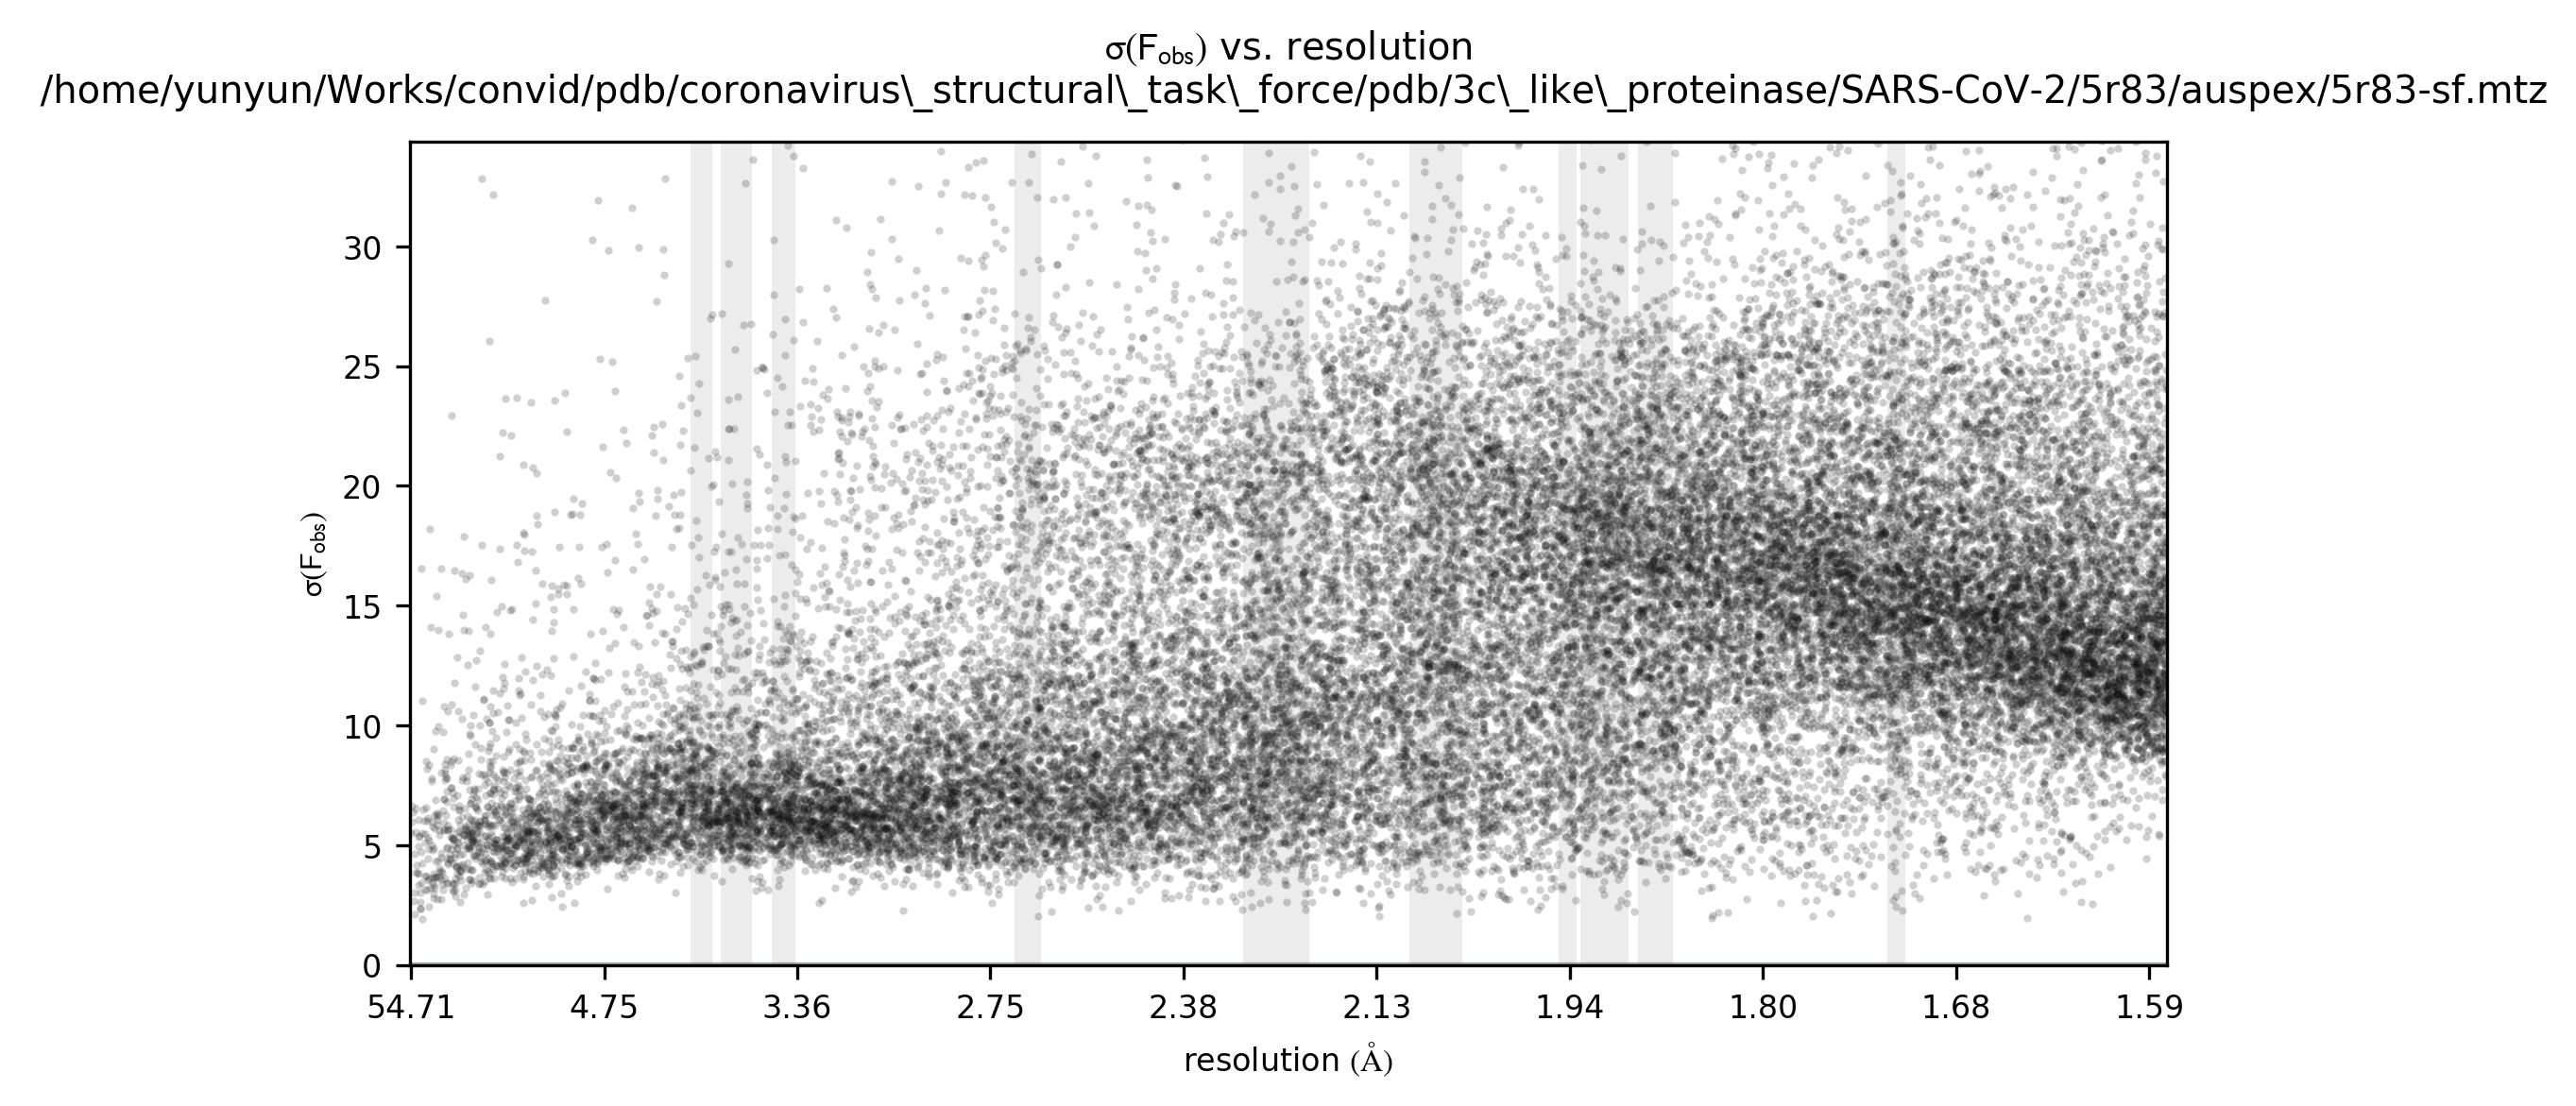 σ(Fobs) vs. resolution
/home/yunyun/Works/convid/pdb/coronavirus\_structural\_task\_force/pdb/3c\_like\_proteinase/SARS-CoV-2/5r83/auspex/5r83-sf.mtz
30
25
20
15
10
5
0
σ(Fobs)
54.71 4.75 3.36 2.75 2.38 2.13 1.94 1.80 1.68 1.59
resolution (Å)